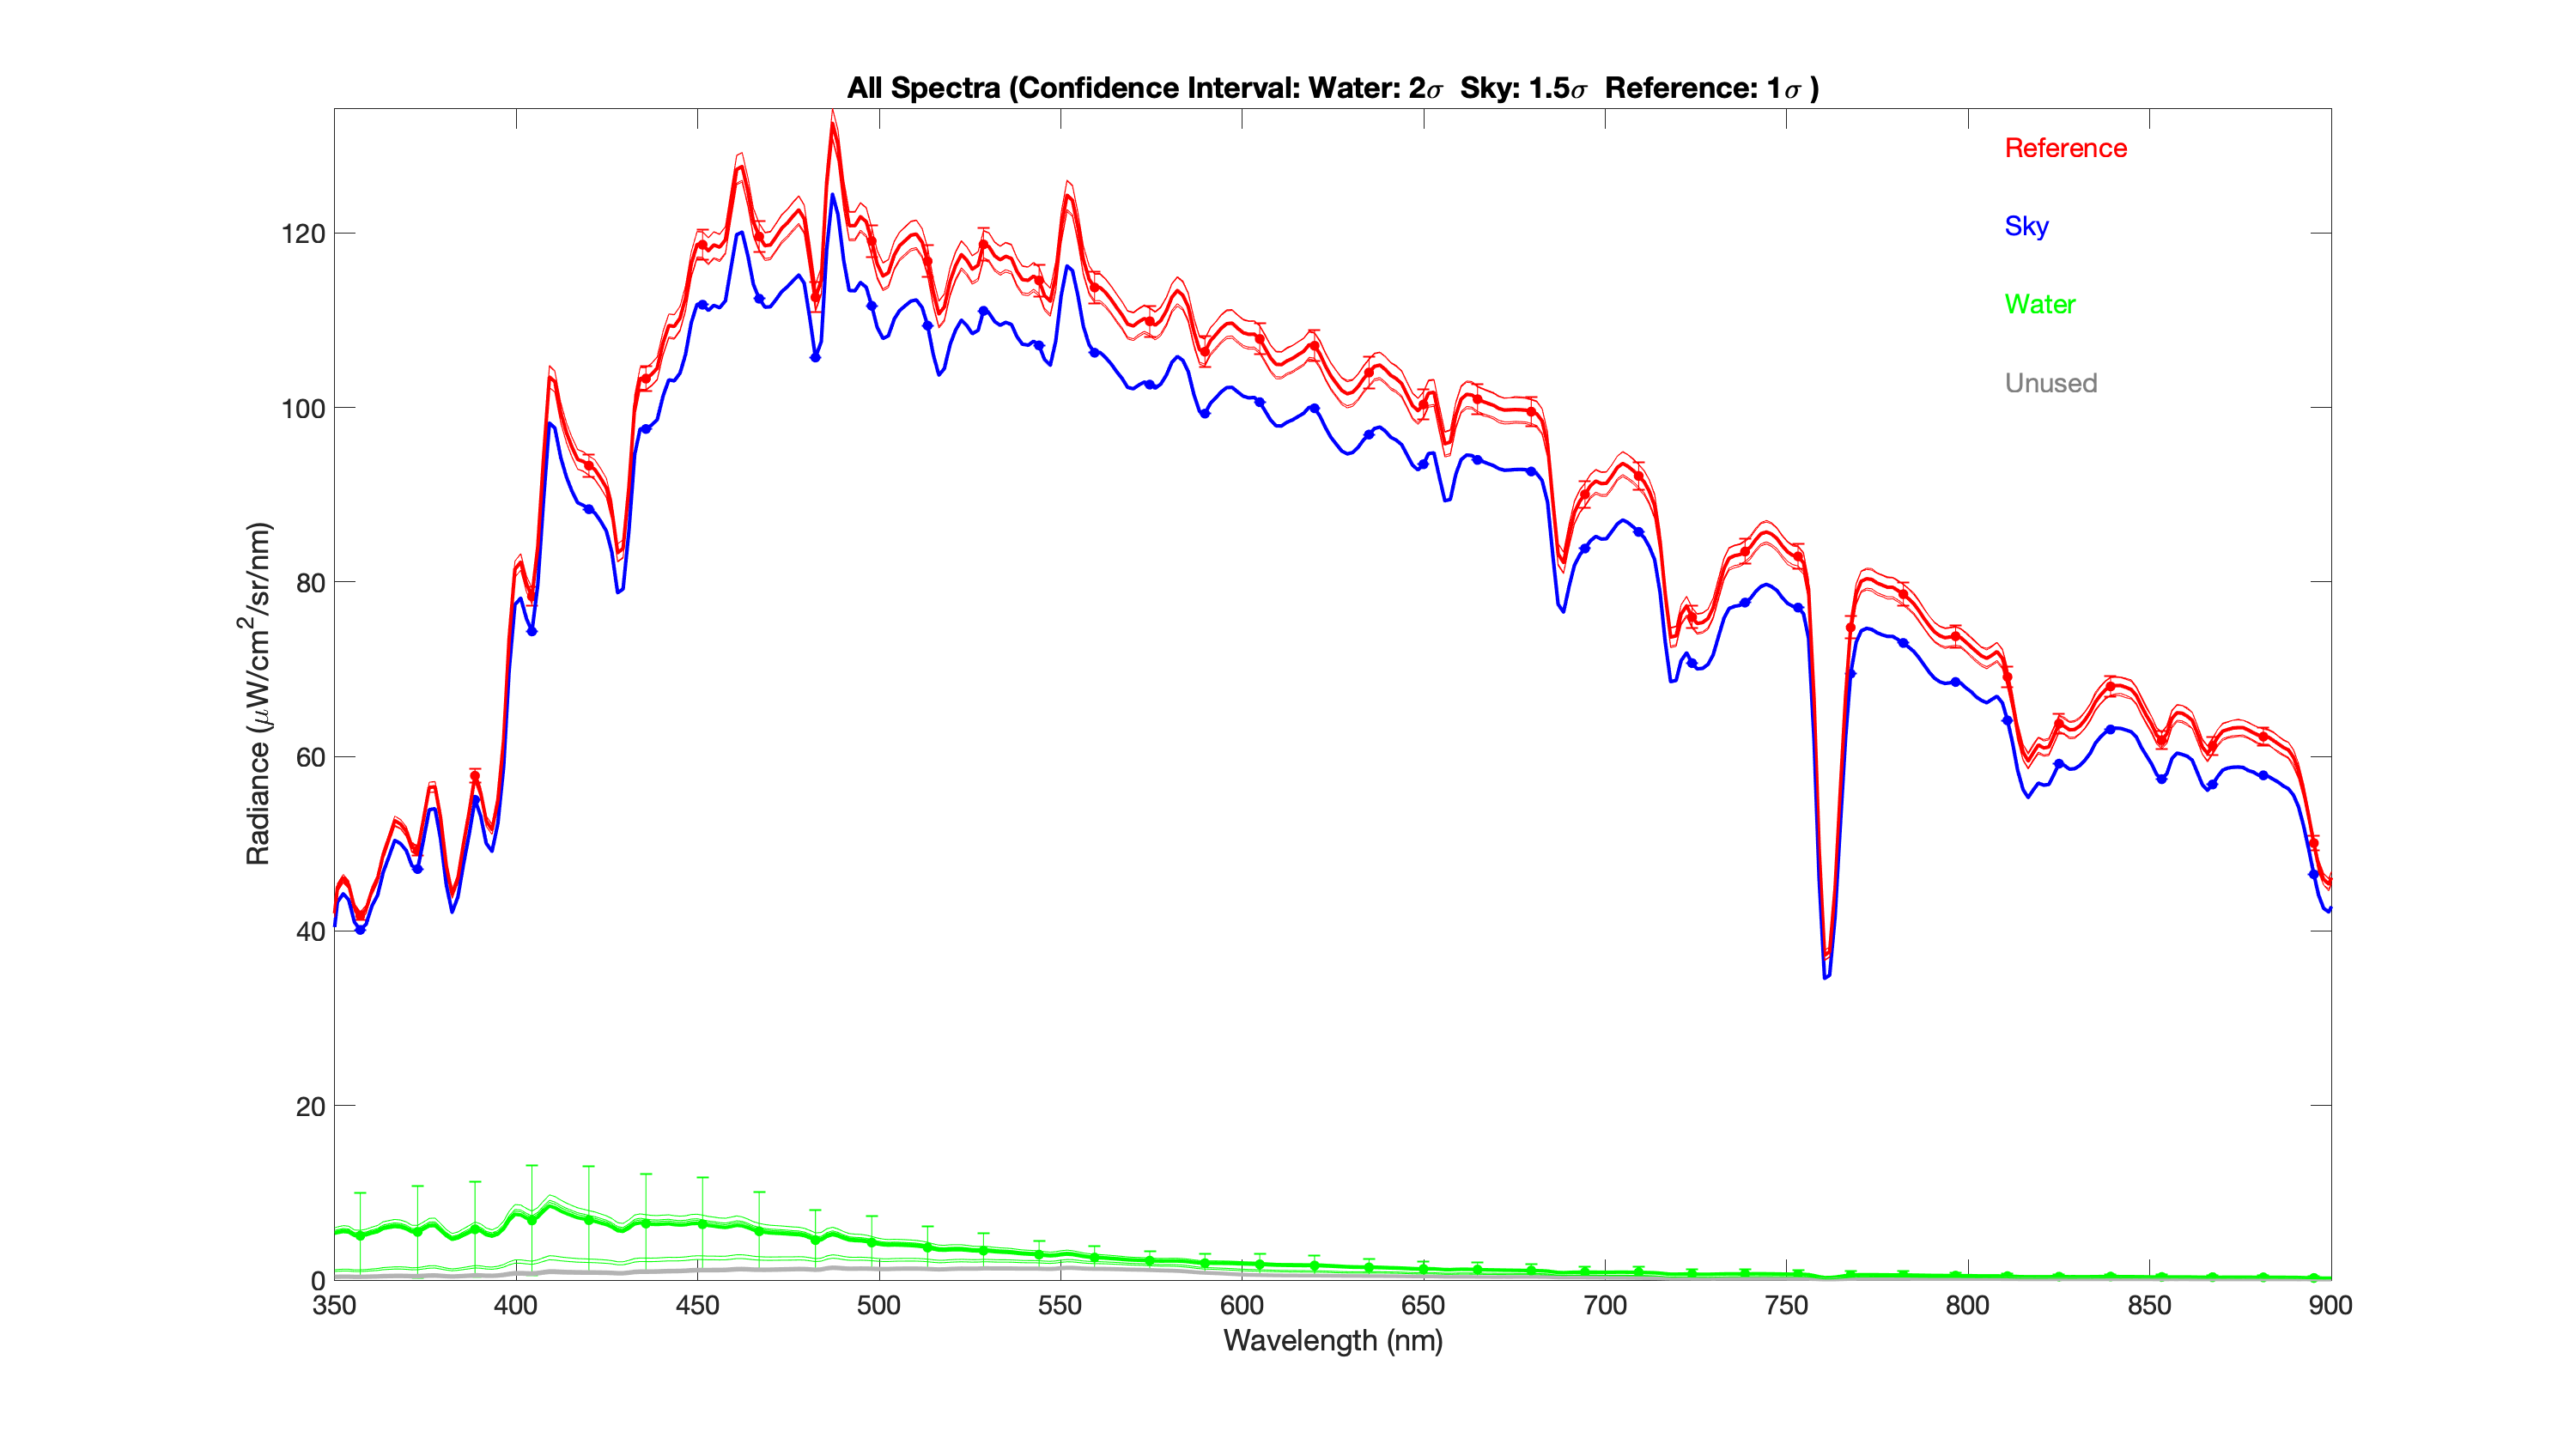 All Spectra (Confidence Interval: Water: 2σ Sky: 1.5σ Reference: 1σ )
Reference
Sky
Water
Unused
Radiance (μW/cm²/sr/nm)
120
100
80
60
40
20
0
350 400 450 500 550 600 650 700 750 800 850 900
Wavelength (nm)